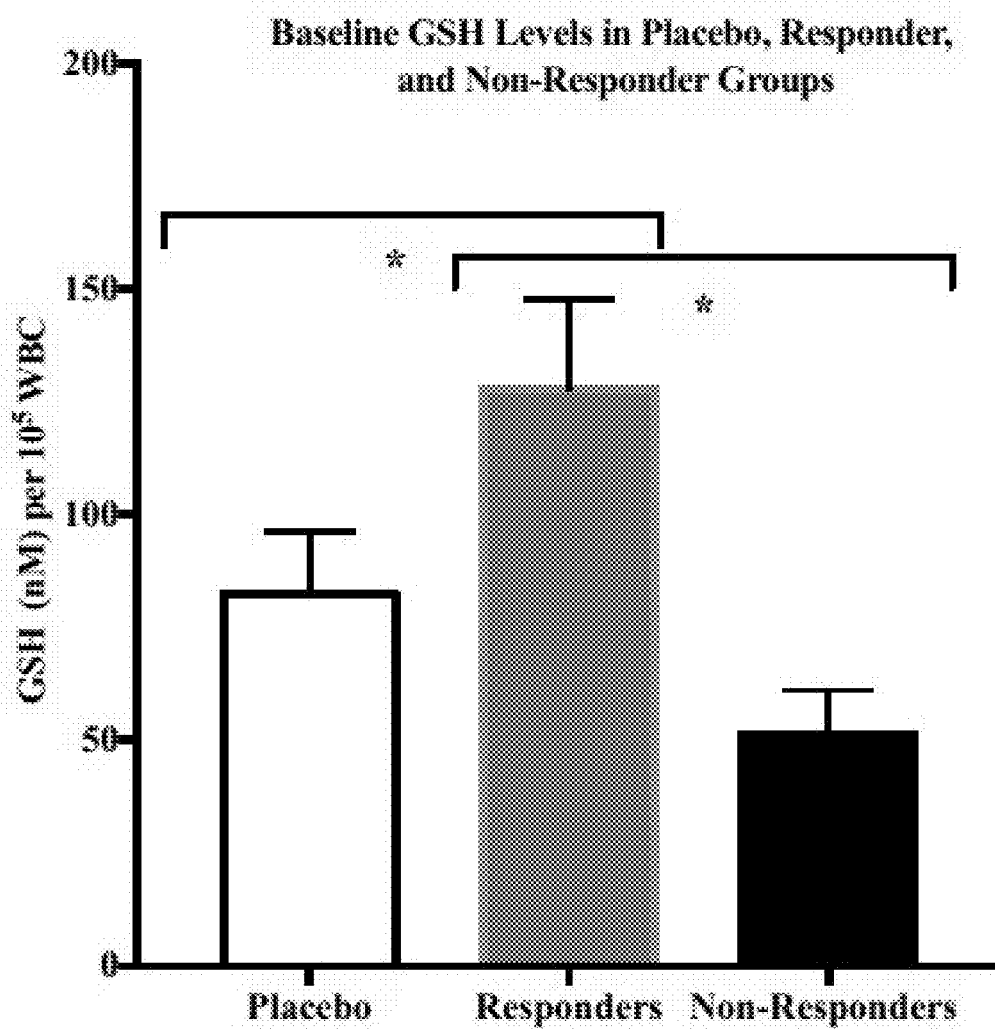 Baseline GSH Levels in Placebo, Responder,
and Non-Responder Groups
200
150
100
50
0
GSH (nM) per 10⁵ WBC
*
*
Placebo
Responders
Non-Responders